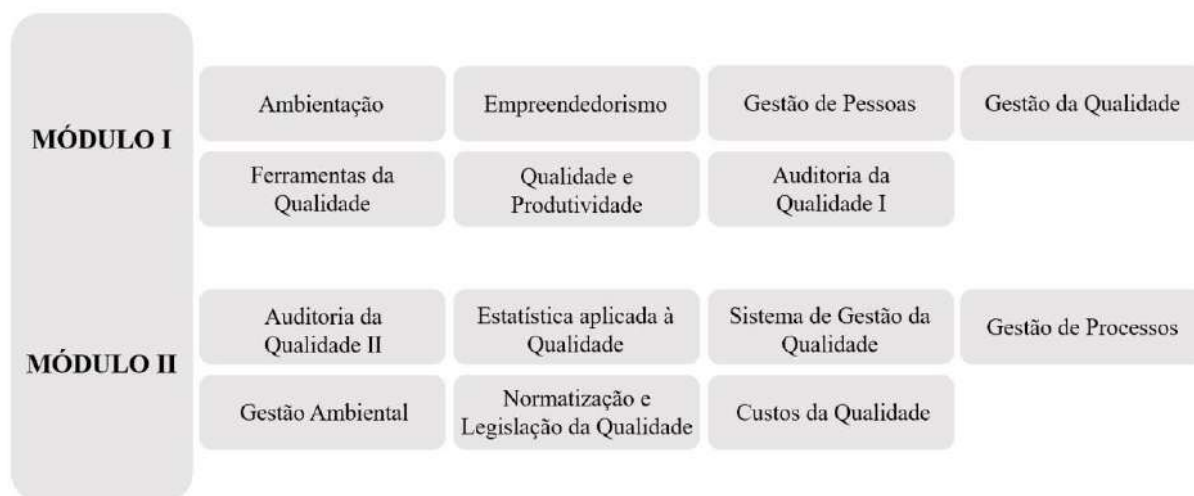 MÓDULO I
Ambientação
Empreendedorismo
Gestão de Pessoas
Gestão da Qualidade
Ferramentas da
Qualidade
Qualidade e
Produtividade
Auditoria da
Qualidade I
MÓDULO II
Auditoria da
Qualidade II
Estatística aplicada à
Qualidade
Sistema de Gestão da
Qualidade
Gestão de Processos
Gestão Ambiental
Normatização e
Legislação da Qualidade
Custos da Qualidade